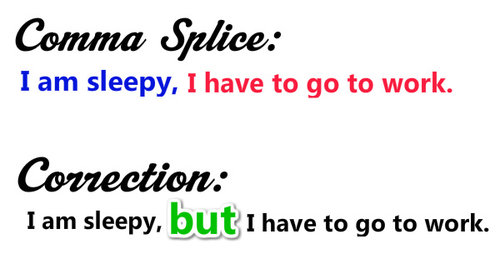 Comma Splice:
I am sleepy, I have to go to work.
Correction:
I am sleepy, but I have to go to work.